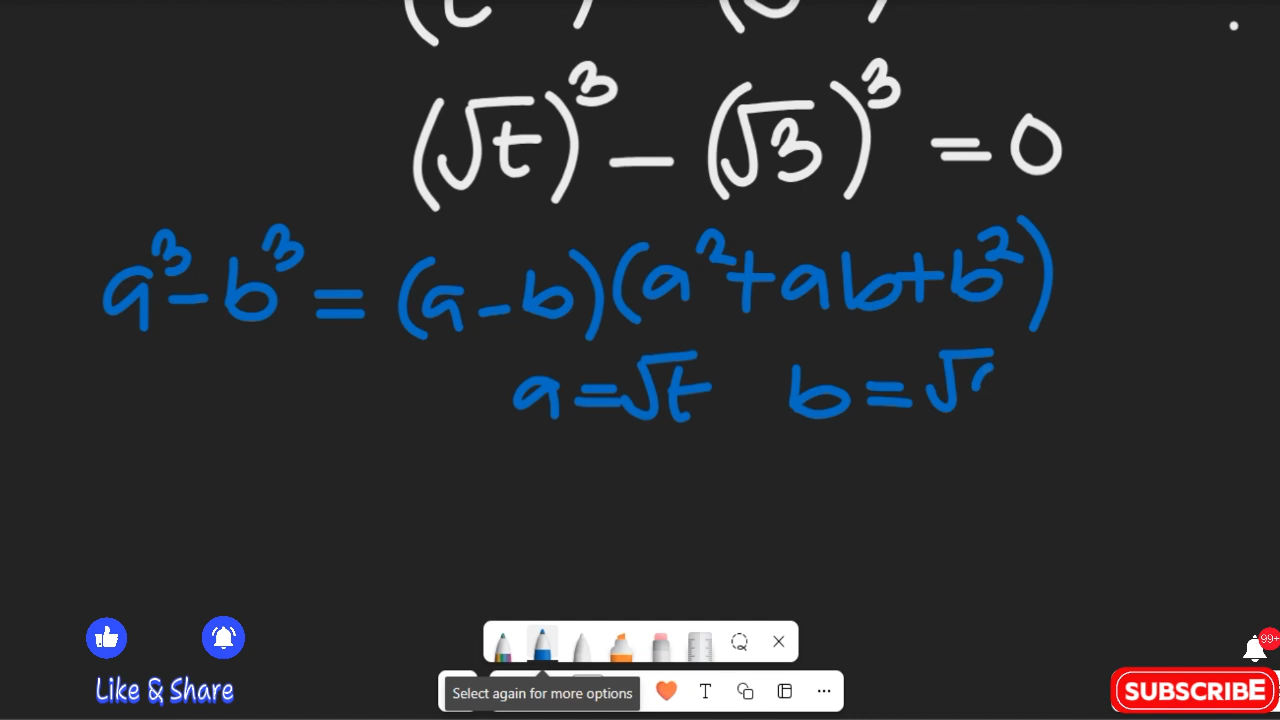 (√t)³ − (√3)³ = 0
a³ − b³ = (a − b)(a² + ab + b²)
a = √t b = √
Select again for more options
T
99+
Like & Share
SUBSCRIBE